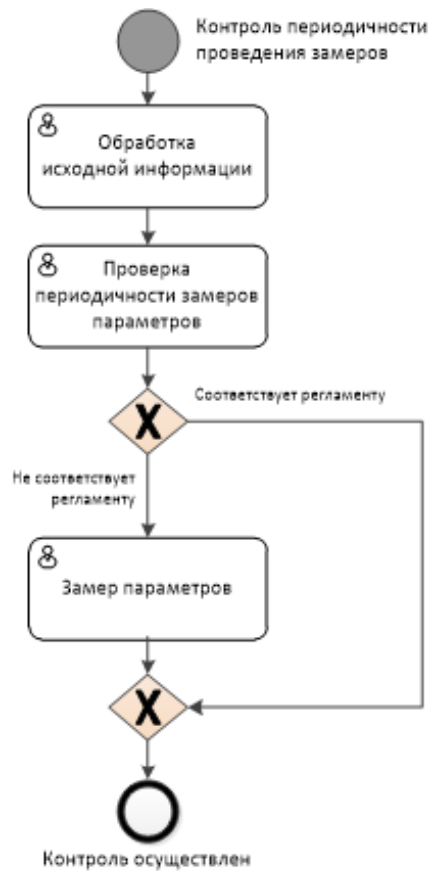 Контроль периодичности
проведения замеров
Обработка
исходной информации
Проверка
периодичности замеров
параметров
X
Соответствует регламенту
Не соответствует
регламенту
Замер параметров
X
Контроль осуществлен